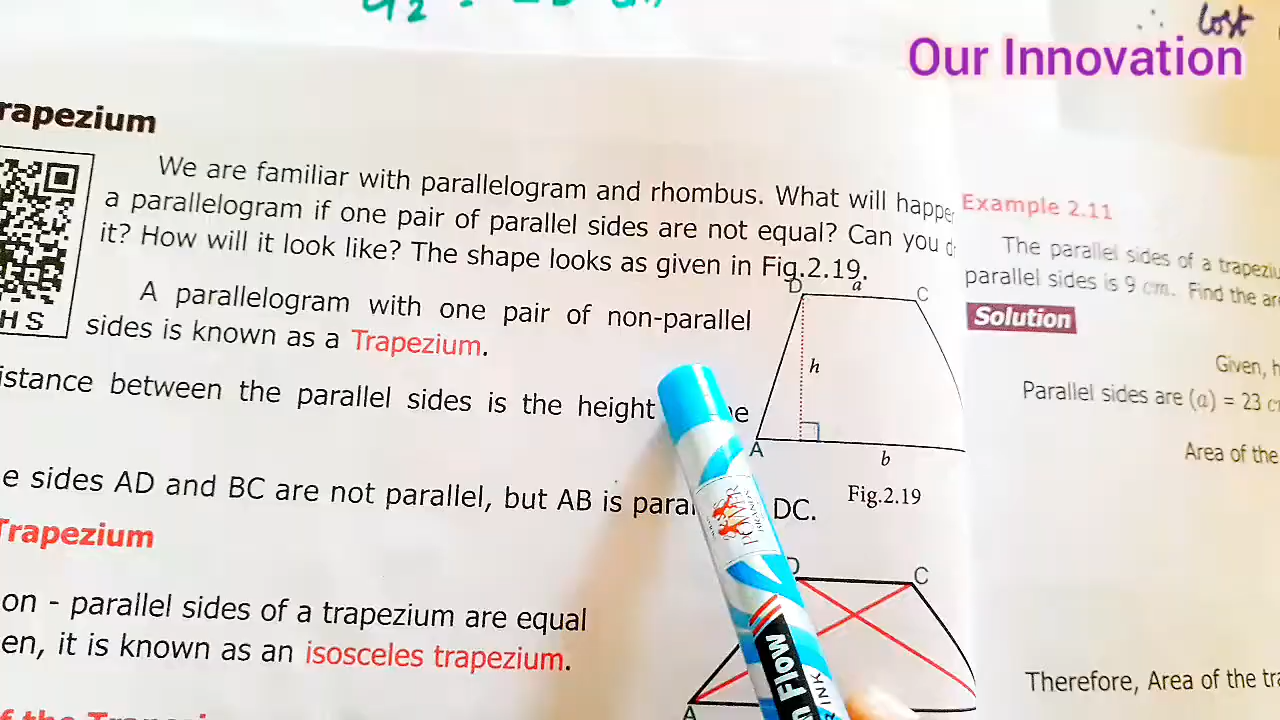 ∴ Cost
Our Innovation
rapezium
We are familiar with parallelogram and rhombus. What will happe
a parallelogram if one pair of parallel sides are not equal? Can you d
it? How will it look like? The shape looks as given in Fig.2.19.
A parallelogram with one pair of non-parallel
sides is known as a Trapezium.
HS
istance between the parallel sides is the height
e sides AD and BC are not parallel, but AB is para DC.
Trapezium
on - parallel sides of a trapezium are equal
en, it is known as an isosceles trapezium.
D a C
h
A b
Fig.2.19
D C
A
Flow
INK
Example 2.11
The parallel sides of a trapeziu
parallel sides is 9 cm. Find the ar
Solution
Given, h
Parallel sides are (a) = 23 c
Area of the
Therefore, Area of the tra